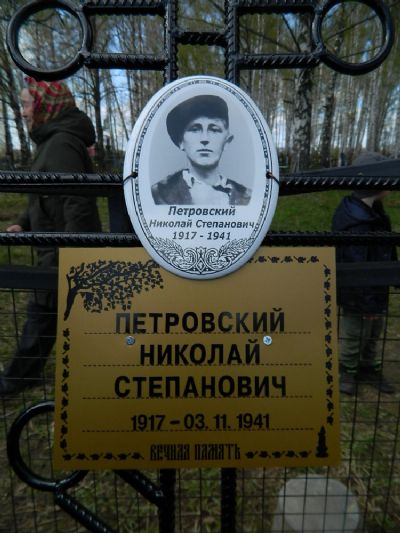 Петровский
Николай Степанович
1917 - 1941
ПЕТРОВСКИЙ
НИКОЛАЙ
СТЕПАНОВИЧ
1917 – 03. 11. 1941
ВЕЧНАЯ ПАМЯТЬ